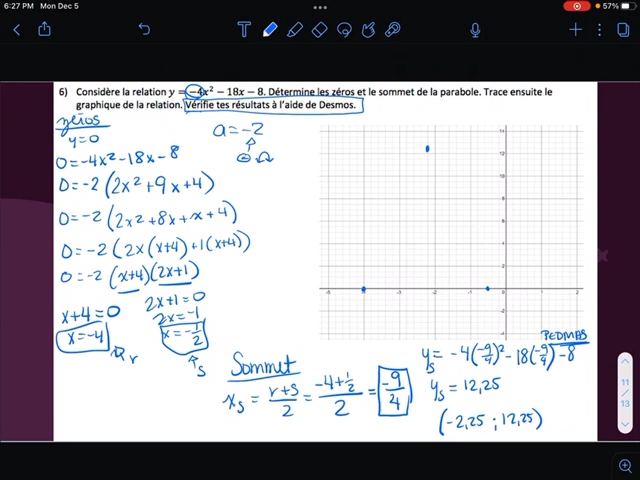 6:27 PM Mon Dec 5
57%
6) Considère la relation y = −4x² − 18x − 8. Détermine les zéros et le sommet de la parabole. Trace ensuite le
graphique de la relation. Vérifie tes résultats à l'aide de Desmos.
zéros
y=0
a=-2
0=-4x²-18x-8
0=-2(2x²+9x+4)
0=-2(2x²+8x+x+4)
0=-2(2x(x+4)+1(x+4))
0=-2(x+4)(2x+1)
x+4=0
x=-4
r
2x+1=0
2x=-1
x=-1/2
s
Sommet
x_s = (r+s)/2 = (-4+1/2)/2 = -9/4
PEDMAS
y_s = -4(-9/4)² -18(-9/4) -8
y_s = 12,25
(-2,25 ; 12,25)
14
12
10
8
6
4
2
-5 -4 -3 -2 -1 0 1 2
-2
-4
11
/
13